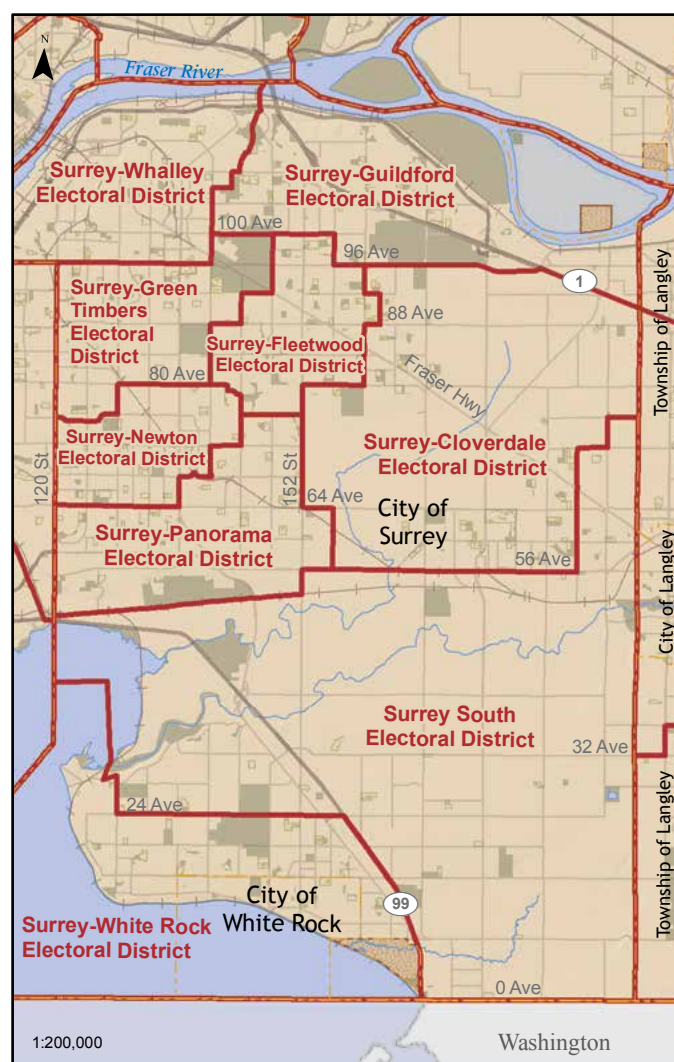 N
Fraser River
Surrey-Whalley
Electoral District
Surrey-Guildford
Electoral District
100 Ave
96 Ave
1
Surrey-Green
Timbers
Electoral
District
88 Ave
Surrey-Fleetwood
Electoral District
80 Ave
Fraser Hwy
Township of Langley
Surrey-Newton
Electoral District
Surrey-Cloverdale
Electoral District
120 St
152 St
64 Ave
City of
Surrey
Surrey-Panorama
Electoral District
56 Ave
City of Langley
Surrey South
Electoral District
32 Ave
24 Ave
Township of Langley
City of
White Rock
99
Surrey-White Rock
Electoral District
0 Ave
1:200,000
Washington